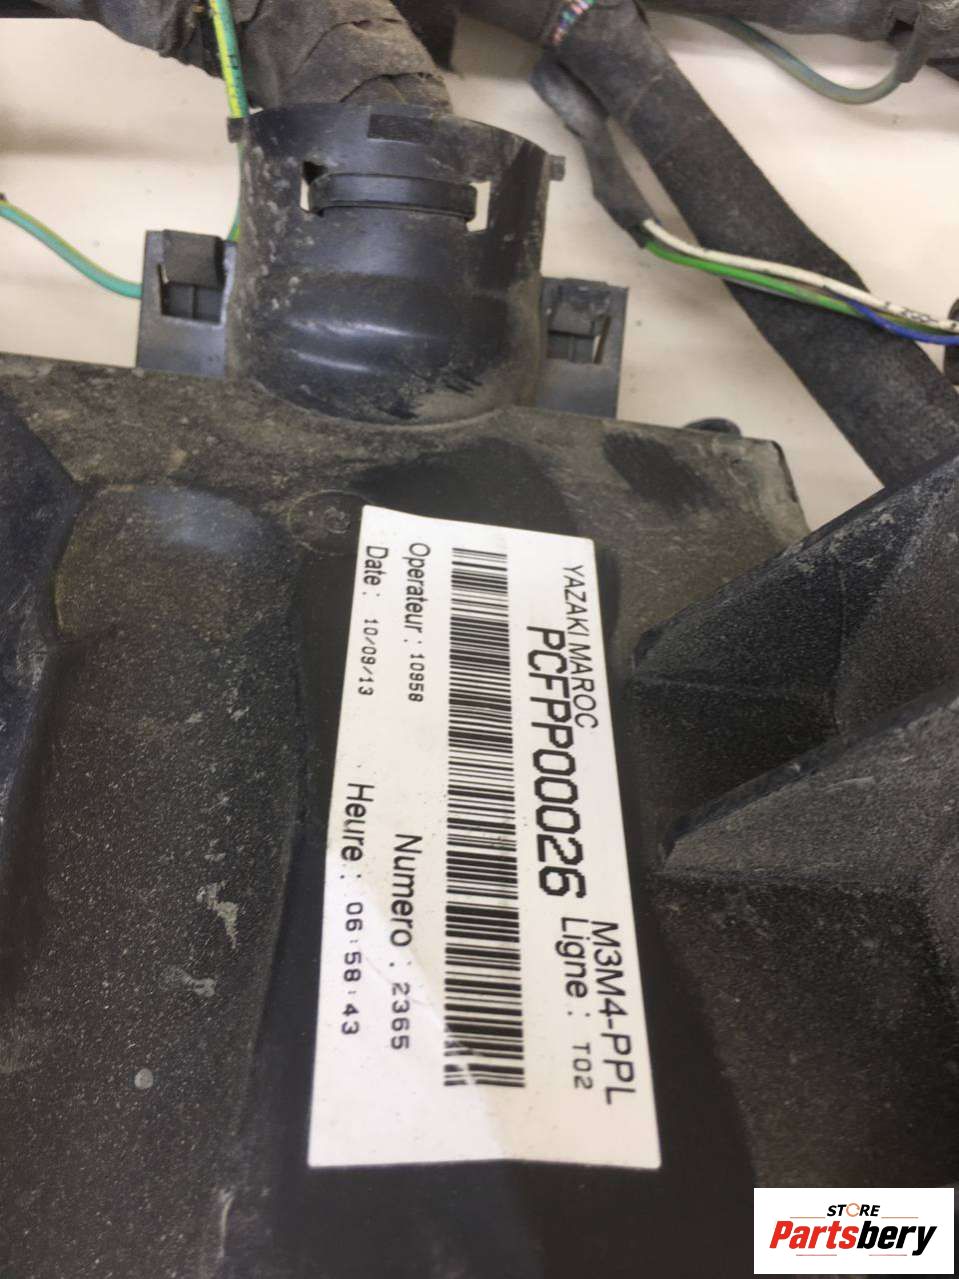 YAZAKI MAROC M3M4-PPL
PCFPP00026 Ligne : T02
Operateur : 10958 Numero : 2365
Date : 10/09/13 Heure : 06:58:43
STORE
Partsbery